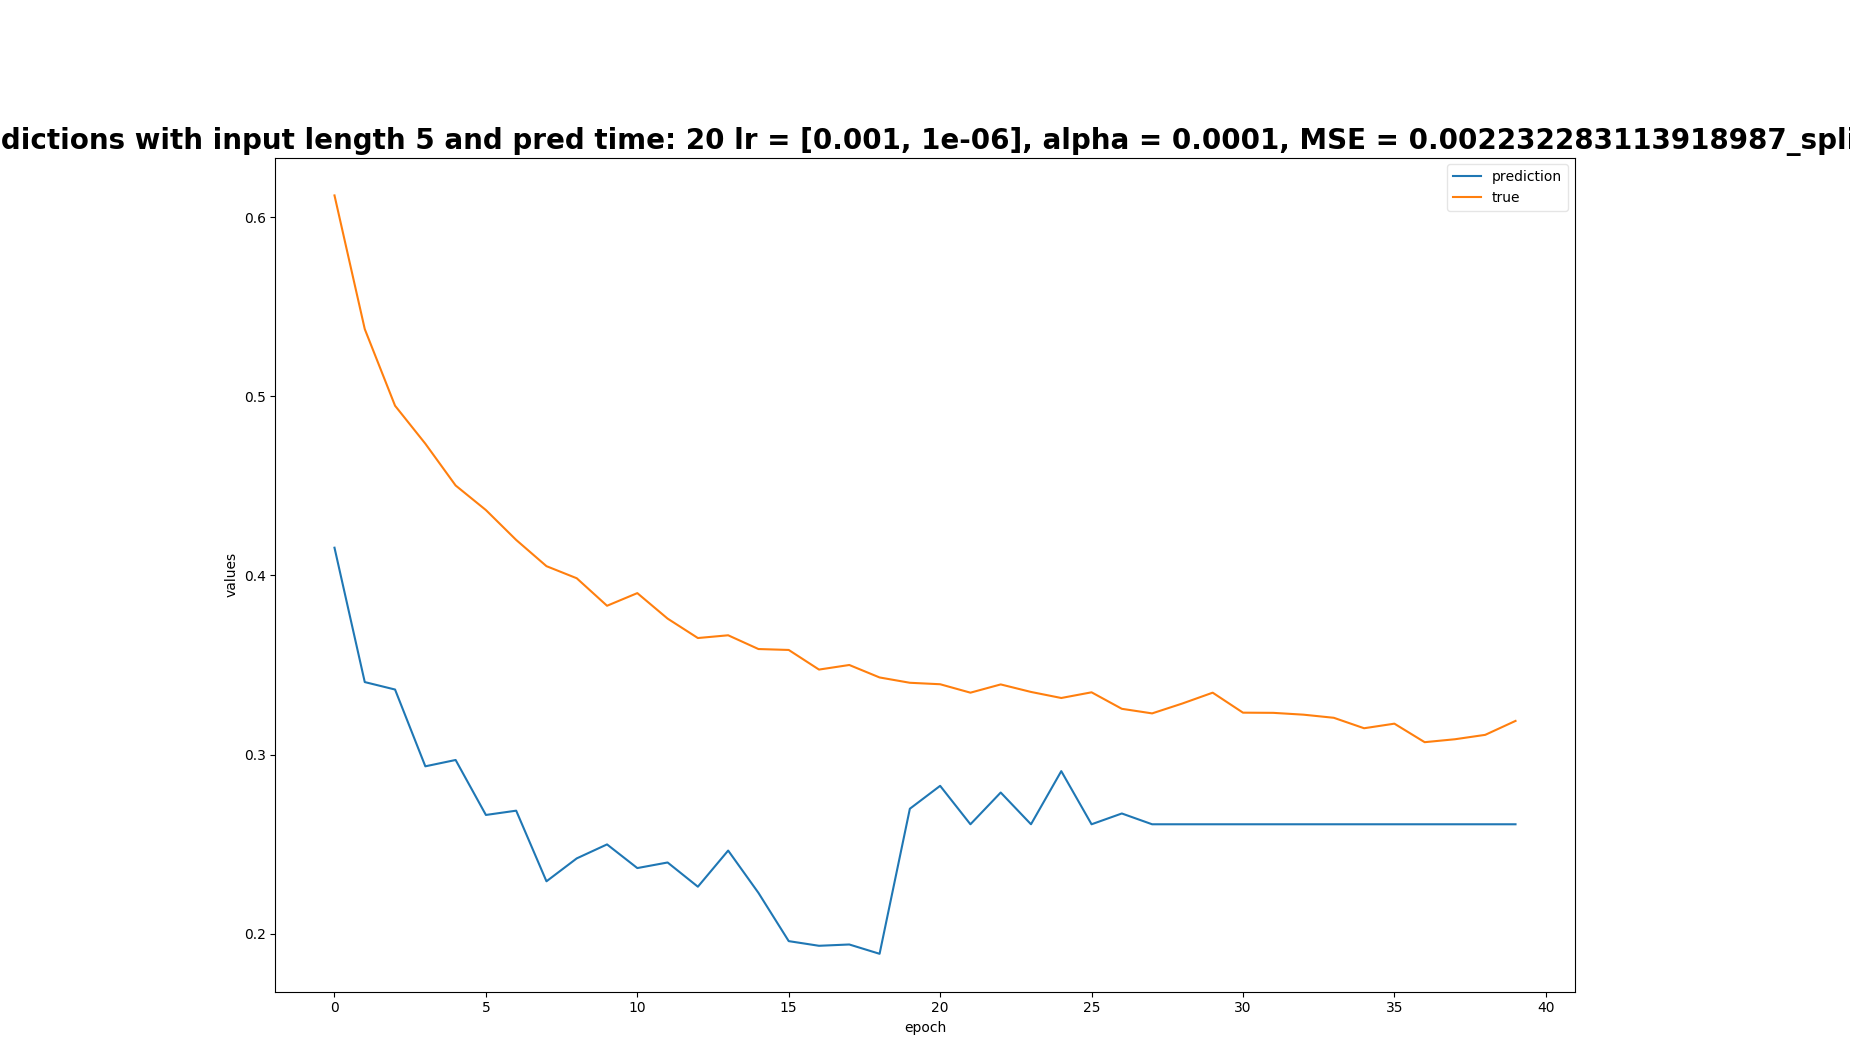 dictions with input length 5 and pred time: 20 lr = [0.001, 1e-06], alpha = 0.0001, MSE = 0.002232283113918987_spli
prediction
true
0.6
0.5
0.4
0.3
0.2
values
0 5 10 15 20 25 30 35 40
epoch